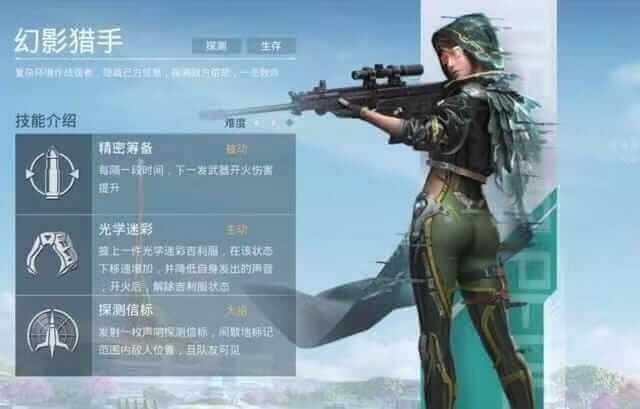 幻影猎手
探测 生存
复杂环境作战强者，隐藏己方信息，探测敌方信息，一击致命
技能介绍
难度
精密筹备 被动
每隔一段时间，下一发武器开火伤害
提升
光学迷彩 主动
披上一件光学迷彩吉利服，在该状态
下移速增加，并降低自身发出的声音
，开火后，解除吉利服状态
探测信标 大招
发射一枚声呐探测信标，间歇地标记
范围内敌人位置，且队友可见